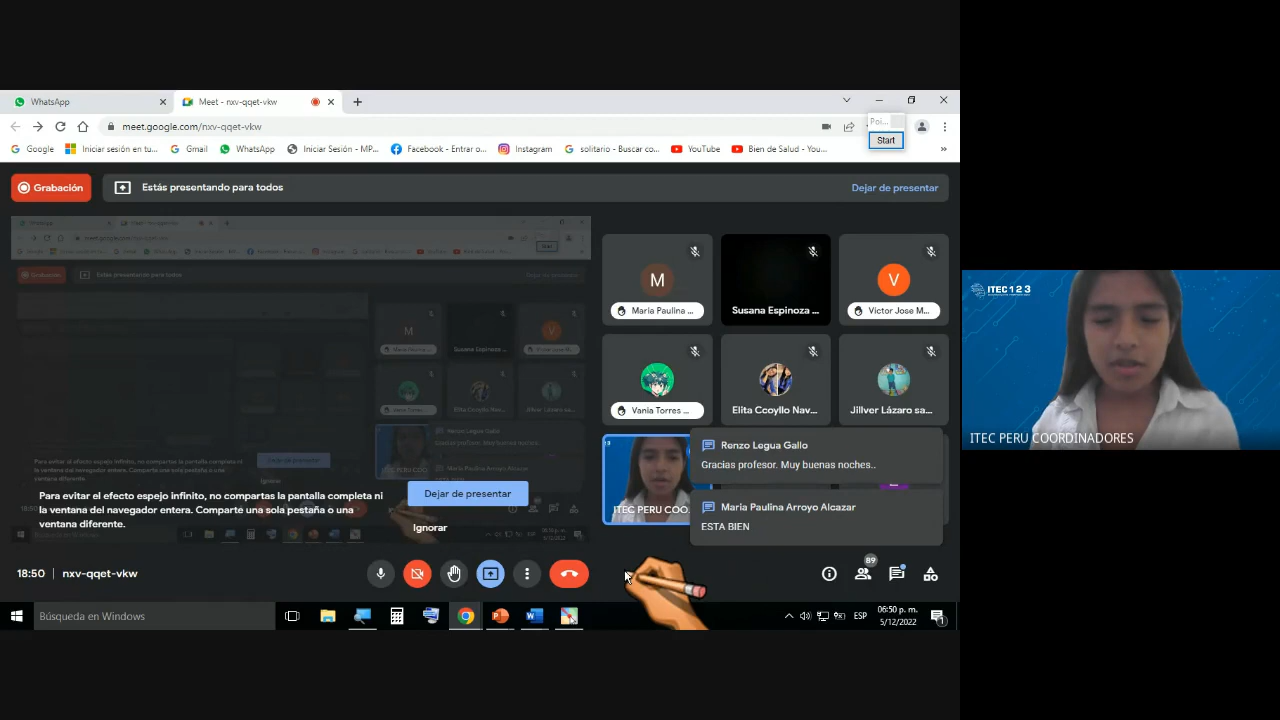 WhatsApp
Meet - nxv-qqet-vkw
meet.google.com/nxv-qqet-vkw
Poi...
Start
Google
Iniciar sesión en tu...
Gmail
WhatsApp
Iniciar Sesión - MP...
Facebook - Entrar o...
Instagram
solitario - Buscar co...
YouTube
Bien de Salud - You...
»
Grabación
Estás presentando para todos
Dejar de presentar
M
Maria Paulina ...
Susana Espinoza ...
V
Victor Jose M...
Vania Torres ...
Elita Ccoyllo Nav...
Jillver Lázaro sa...
ITEC PERU COO...
Renzo Legua Gallo
Gracias profesor. Muy buenas noches..
Maria Paulina Arroyo Alcazar
ESTA BIEN
Para evitar el efecto espejo infinito, no compartas la pantalla completa ni
la ventana del navegador entera. Comparté una sola pestaña o una
ventana diferente.
Dejar de presentar
Ignorar
18:50 | nxv-qqet-vkw
89
Búsqueda en Windows
ESP
06:50 p. m.
5/12/2022
1
ITEC 1 2 3
ITEC PERU COORDINADORES